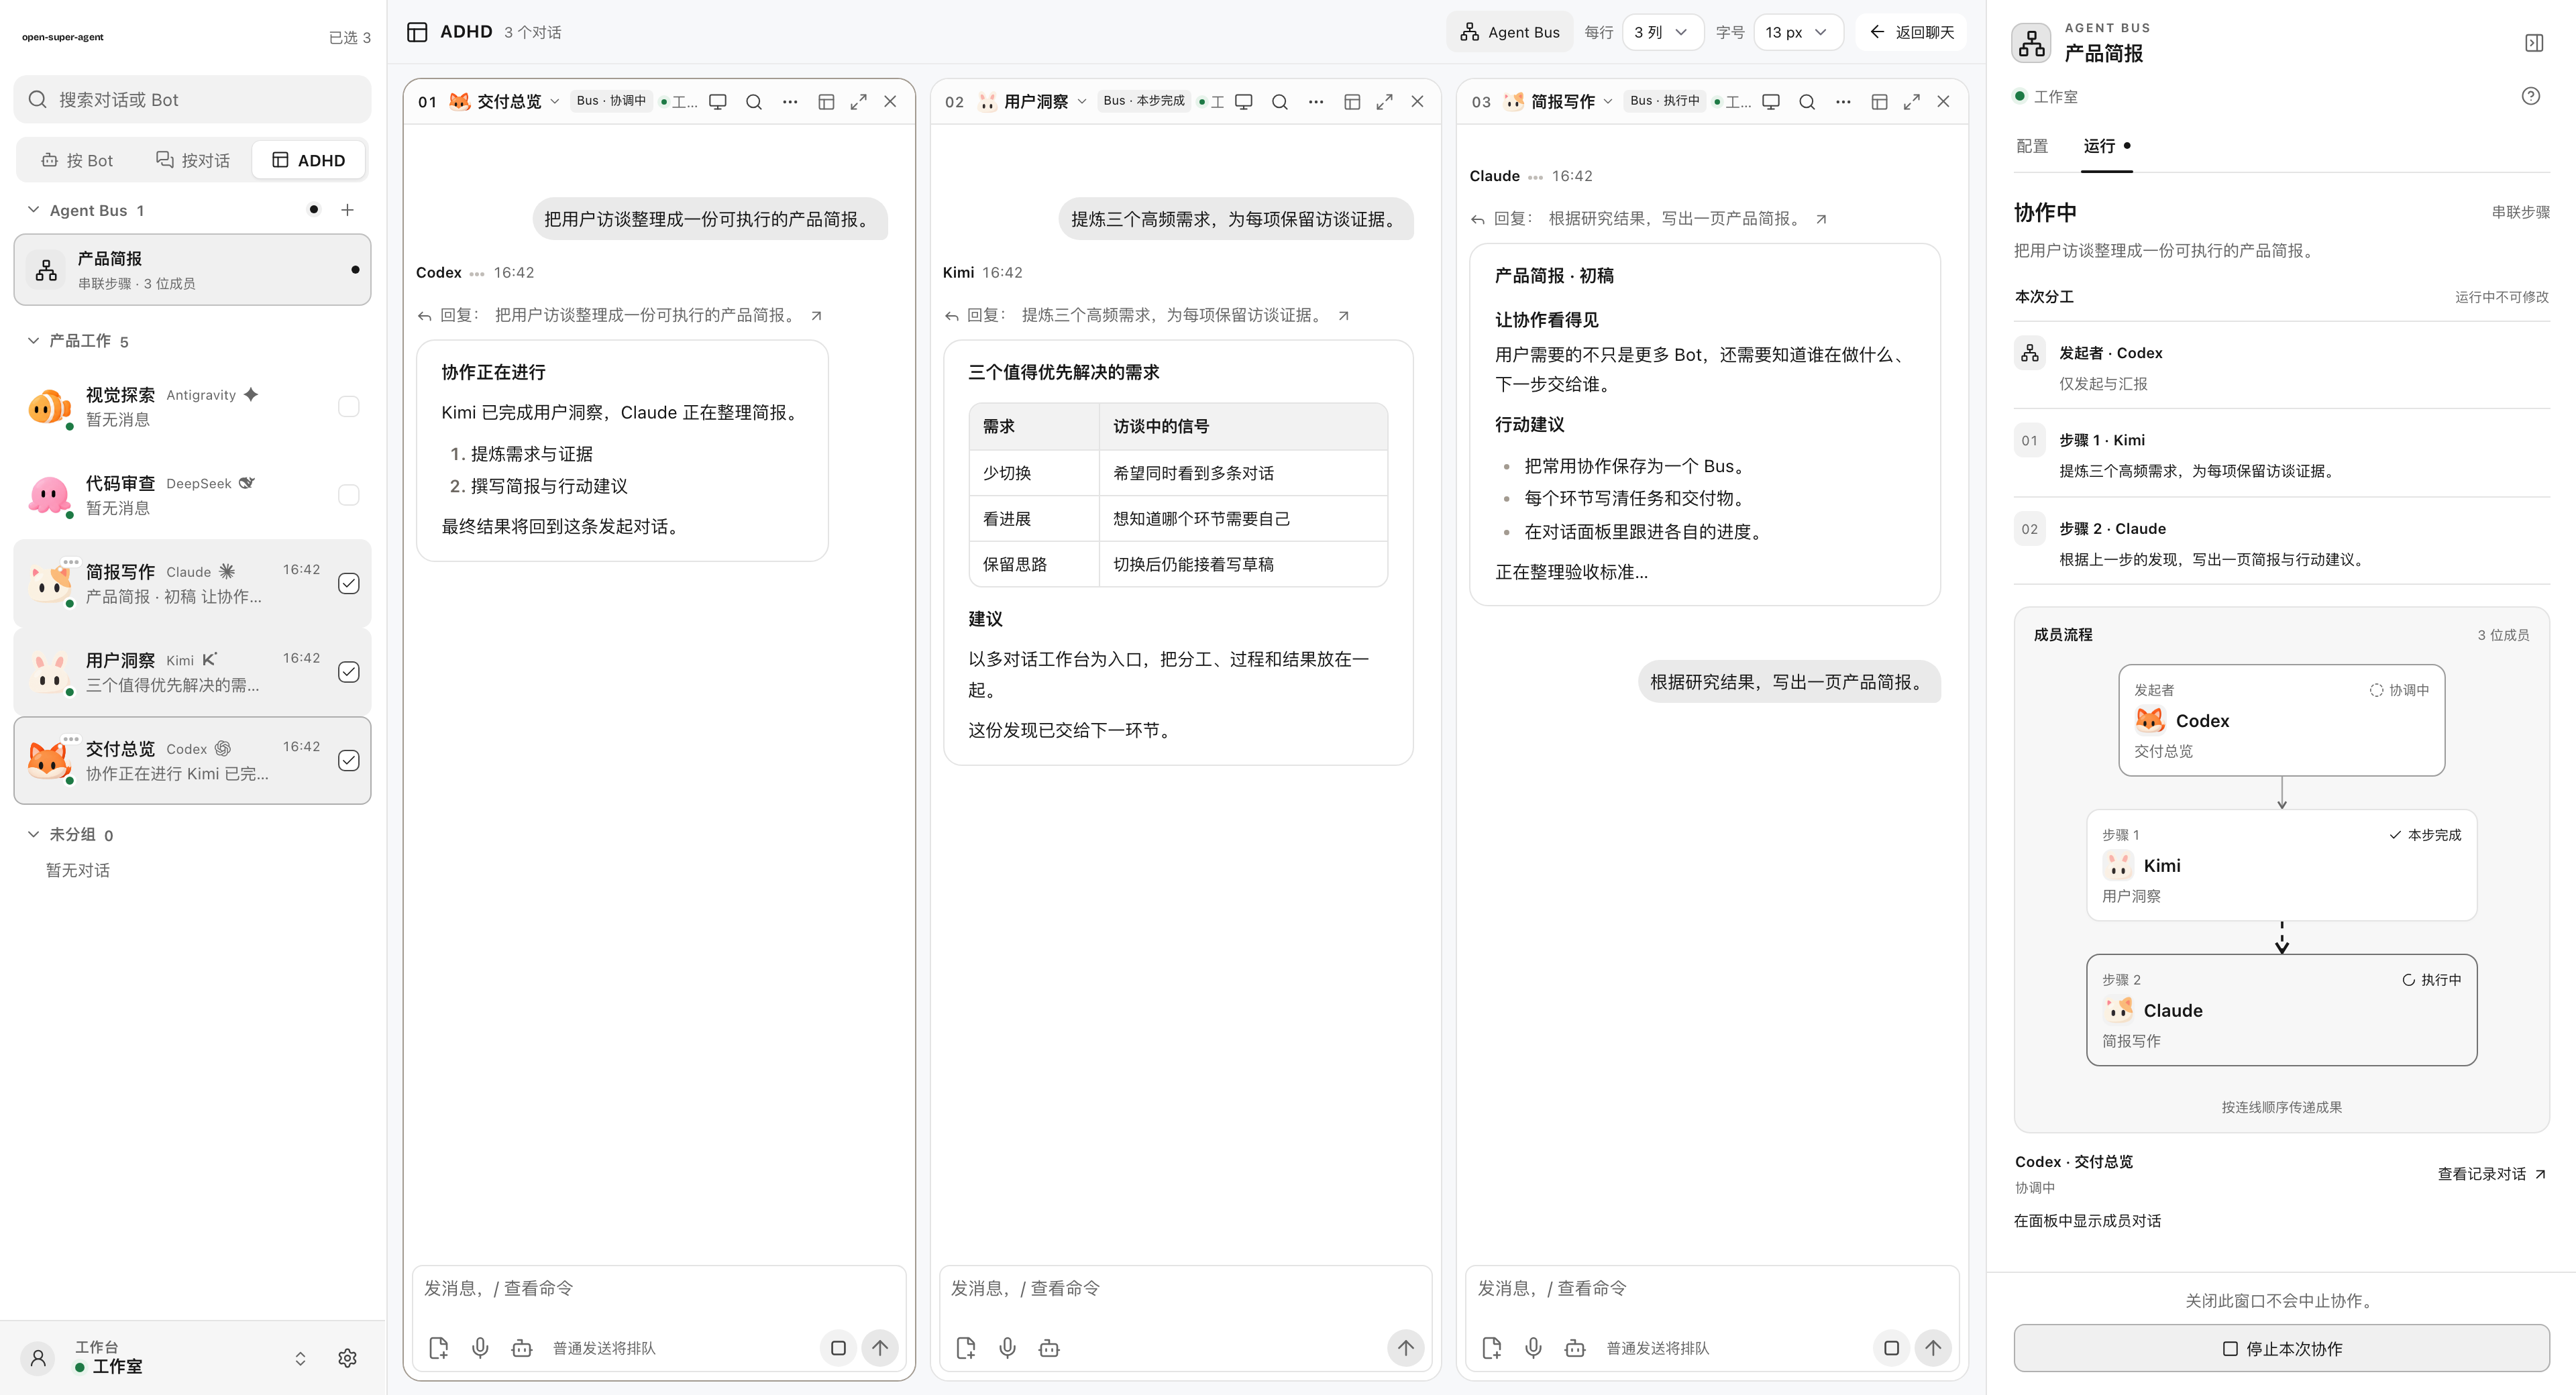 open-super-agent
已选 3
搜索对话或 Bot
按 Bot
按对话
ADHD
Agent Bus 1
产品简报
串联步骤 · 3 位成员
产品工作 5
视觉探索 Antigravity
暂无消息
代码审查 DeepSeek
暂无消息
简报写作 Claude 16:42
产品简报 · 初稿 让协作...
用户洞察 Kimi 16:42
三个值得优先解决的需...
交付总览 Codex 16:42
协作正在进行 Kimi 已完...
未分组 0
暂无对话
工作台
工作室
ADHD 3 个对话
Agent Bus
每行 3 列
字号 13 px
返回聊天
01 交付总览 Bus · 协调中 工...
把用户访谈整理成一份可执行的产品简报。
Codex 16:42
回复： 把用户访谈整理成一份可执行的产品简报。
协作正在进行
Kimi 已完成用户洞察，Claude 正在整理简报。
1. 提炼需求与证据
2. 撰写简报与行动建议
最终结果将回到这条发起对话。
发消息，/ 查看命令
普通发送将排队
02 用户洞察 Bus · 本步完成 工
提炼三个高频需求，为每项保留访谈证据。
Kimi 16:42
回复： 提炼三个高频需求，为每项保留访谈证据。
三个值得优先解决的需求
需求 访谈中的信号
少切换 希望同时看到多条对话
看进展 想知道哪个环节需要自己
保留思路 切换后仍能接着写草稿
建议
以多对话工作台为入口，把分工、过程和结果放在一
起。
这份发现已交给下一环节。
发消息，/ 查看命令
03 简报写作 Bus · 执行中 工...
Claude 16:42
回复： 根据研究结果，写出一页产品简报。
产品简报 · 初稿
让协作看得见
用户需要的不只是更多 Bot，还需要知道谁在做什么、
下一步交给谁。
行动建议
• 把常用协作保存为一个 Bus。
• 每个环节写清任务和交付物。
• 在对话面板里跟进各自的进度。
正在整理验收标准...
根据研究结果，写出一页产品简报。
发消息，/ 查看命令
普通发送将排队
AGENT BUS
产品简报
工作室
配置
运行
协作中
串联步骤
把用户访谈整理成一份可执行的产品简报。
本次分工
运行中不可修改
发起者 · Codex
仅发起与汇报
01 步骤 1 · Kimi
提炼三个高频需求，为每项保留访谈证据。
02 步骤 2 · Claude
根据上一步的发现，写出一页简报与行动建议。
成员流程
3 位成员
发起者 协调中
Codex
交付总览
步骤 1 本步完成
Kimi
用户洞察
步骤 2 执行中
Claude
简报写作
按连线顺序传递成果
Codex · 交付总览
协调中
查看记录对话
在面板中显示成员对话
关闭此窗口不会中止协作。
停止本次协作